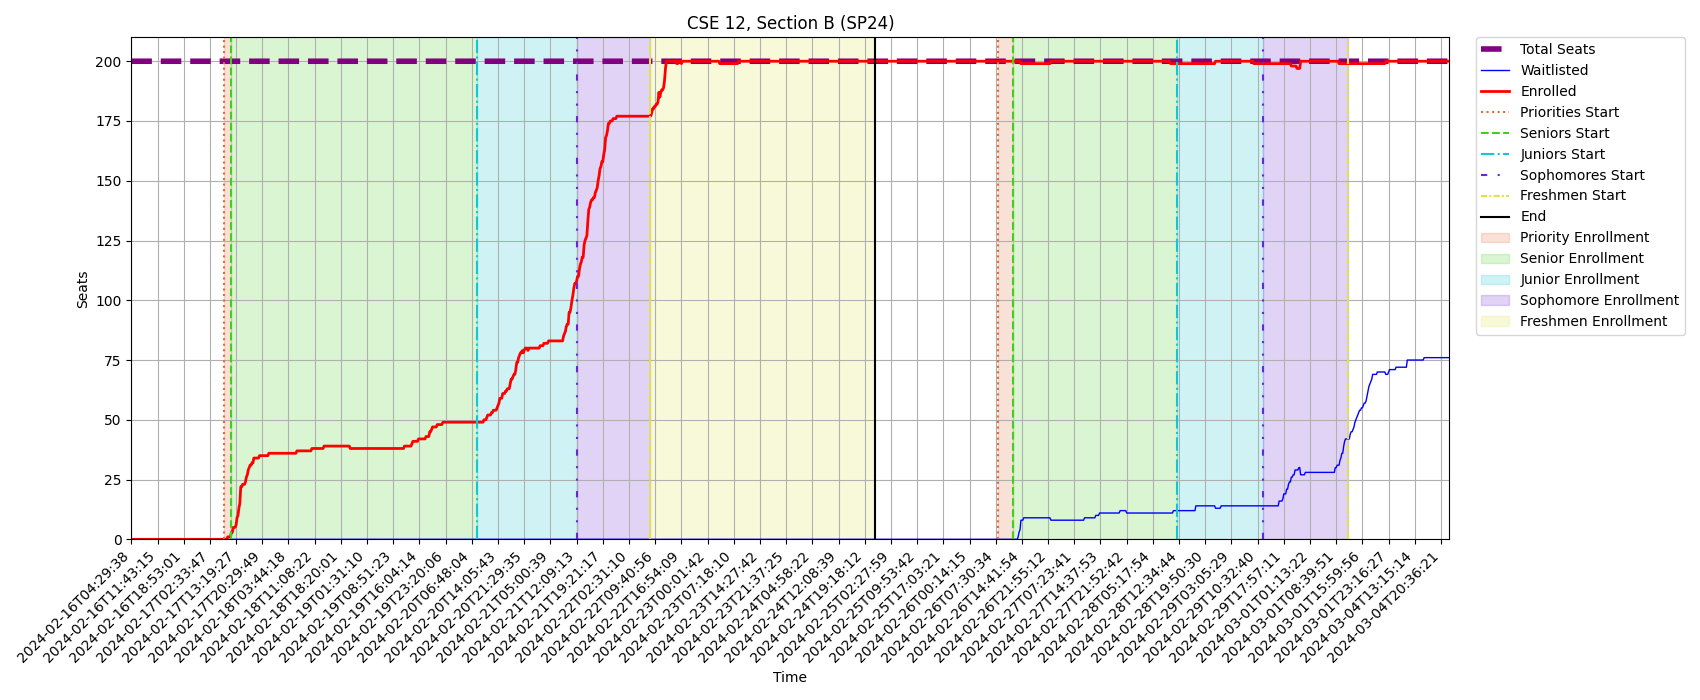 CSE 12, Section B (SP24)
Seats
200
175
150
125
100
75
50
25
0
2024-02-16T04:29:38
2024-02-16T11:43:15
2024-02-16T18:53:01
2024-02-17T02:33:47
2024-02-17T13:19:27
2024-02-17T20:29:49
2024-02-18T03:44:18
2024-02-18T11:08:22
2024-02-18T18:20:01
2024-02-19T01:31:10
2024-02-19T08:51:23
2024-02-19T16:04:14
2024-02-19T23:20:06
2024-02-20T06:48:04
2024-02-20T14:05:43
2024-02-20T21:29:35
2024-02-21T05:00:39
2024-02-21T12:09:13
2024-02-21T19:21:17
2024-02-22T02:31:10
2024-02-22T09:40:56
2024-02-22T16:54:09
2024-02-23T00:01:42
2024-02-23T07:18:10
2024-02-23T14:27:42
2024-02-23T21:37:25
2024-02-24T04:58:22
2024-02-24T12:08:39
2024-02-24T19:18:12
2024-02-25T02:27:59
2024-02-25T09:53:42
2024-02-25T17:03:21
2024-02-26T00:14:15
2024-02-26T07:30:34
2024-02-26T14:41:54
2024-02-26T21:55:12
2024-02-27T07:23:41
2024-02-27T14:37:53
2024-02-27T21:52:42
2024-02-28T05:17:54
2024-02-28T12:34:44
2024-02-28T19:50:30
2024-02-29T03:05:29
2024-02-29T10:32:40
2024-02-29T17:57:11
2024-03-01T01:13:22
2024-03-01T08:39:51
2024-03-01T15:59:56
2024-03-01T23:16:27
2024-03-04T13:15:14
2024-03-04T20:36:21
Time
Total Seats
Waitlisted
Enrolled
Priorities Start
Seniors Start
Juniors Start
Sophomores Start
Freshmen Start
End
Priority Enrollment
Senior Enrollment
Junior Enrollment
Sophomore Enrollment
Freshmen Enrollment